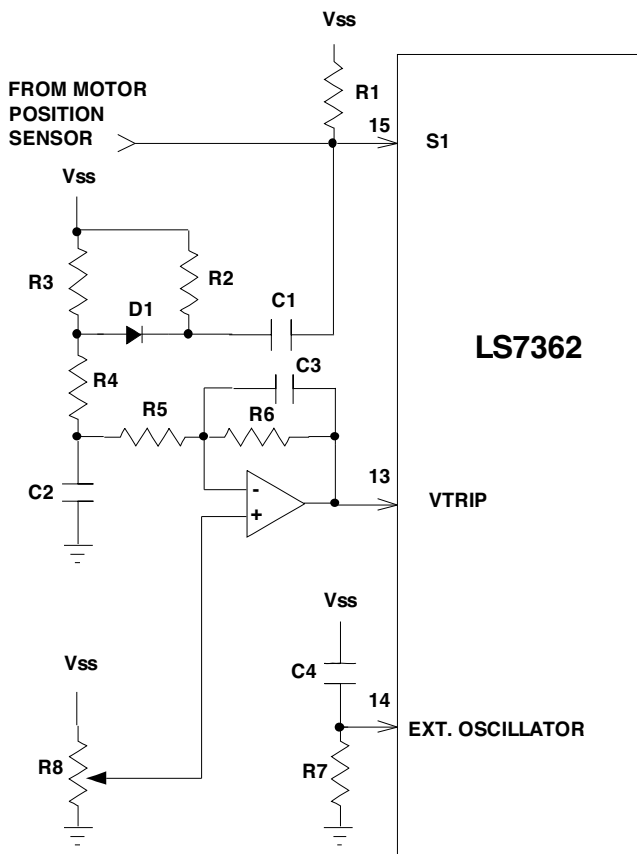 Vss
R1
FROM MOTOR
POSITION
SENSOR
15
S1
Vss
R3
R2
D1
C1
LS7362
C3
R4
R5
R6
C2
-
+
13
VTRIP
Vss
Vss
C4
14
EXT. OSCILLATOR
R8
R7